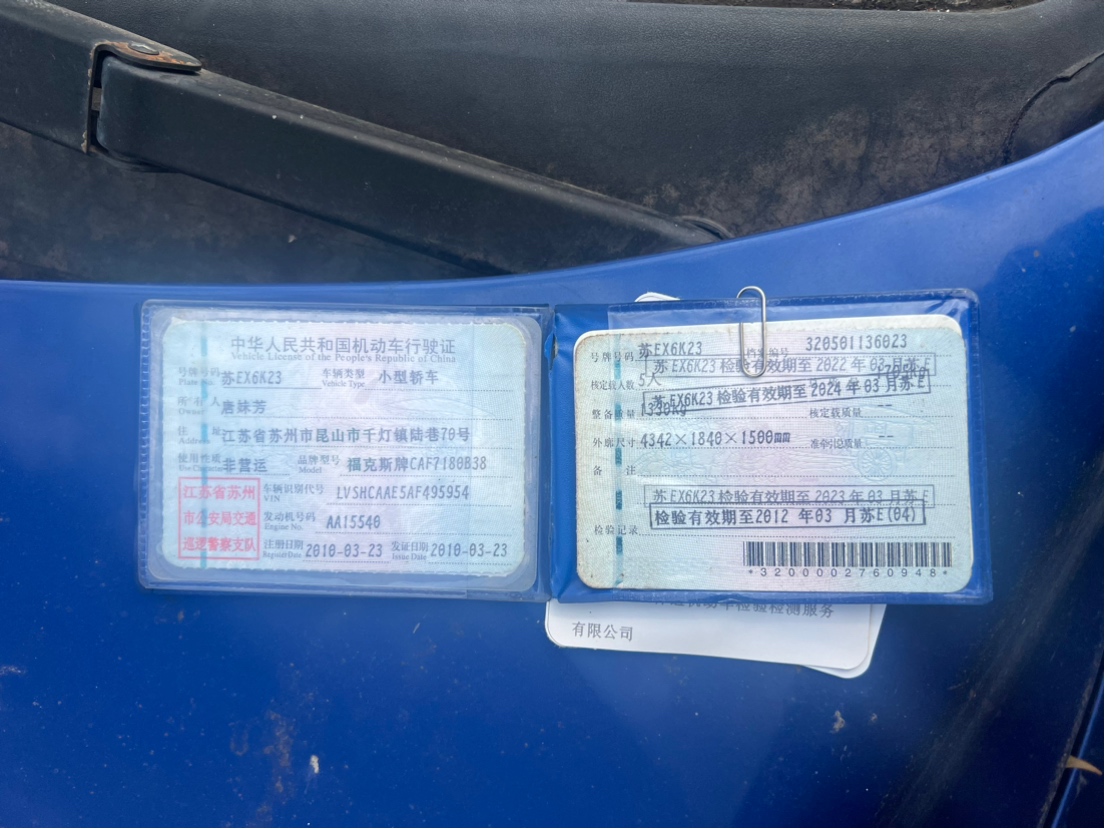 中华人民共和国机动车行驶证
Vehicle License of the People's Republic of China
号牌号码 Plate No. 苏EX6K23 车辆类型 Vehicle Type 小型轿车
所有人 Owner 唐妹芳
住址 Address 江苏省苏州市昆山市千灯镇陆巷70号
使用性质 Use Character 非营运 品牌型号 Model 福克斯牌CAF7180B38
江苏省苏州
市公安局交通
巡逻警察支队
车辆识别代号 VIN LVSHCAAE5AF495954
发动机号码 Engine No. AA15540
注册日期 Register Date 2010-03-23 发证日期 Issue Date 2010-03-23
号牌号码 苏EX6K23 档案编号 320501136023
苏EX6K23检验有效期至2022年03月苏E
核定载人数 5人
苏EX6K23检验有效期至2024年03月苏E
整备质量 1330kg 核定载质量 --
外廓尺寸 4342×1840×1500mm 准牵引总质量 --
备注
苏EX6K23检验有效期至2023年03月苏E
检验记录 检验有效期至2012年03月苏E(04)
*3200002760948*
机动车检验检测服务
有限公司